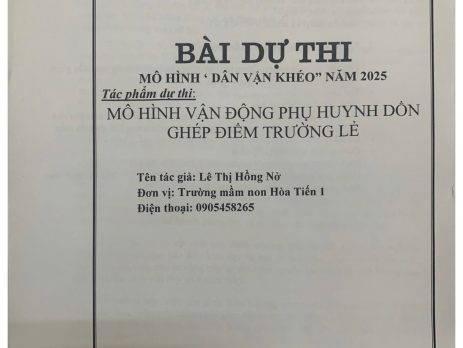 BÀI DỰ THI
MÔ HÌNH ‘ DÂN VẬN KHÉO” NĂM 2025
Tác phẩm dự thi:
MÔ HÌNH VẬN ĐỘNG PHỤ HUYNH DỒN
GHÉP ĐIỂM TRƯỜNG LẺ
Tên tác giả: Lê Thị Hồng Nở
Đơn vị: Trường mầm non Hòa Tiến 1
Điện thoại: 0905458265